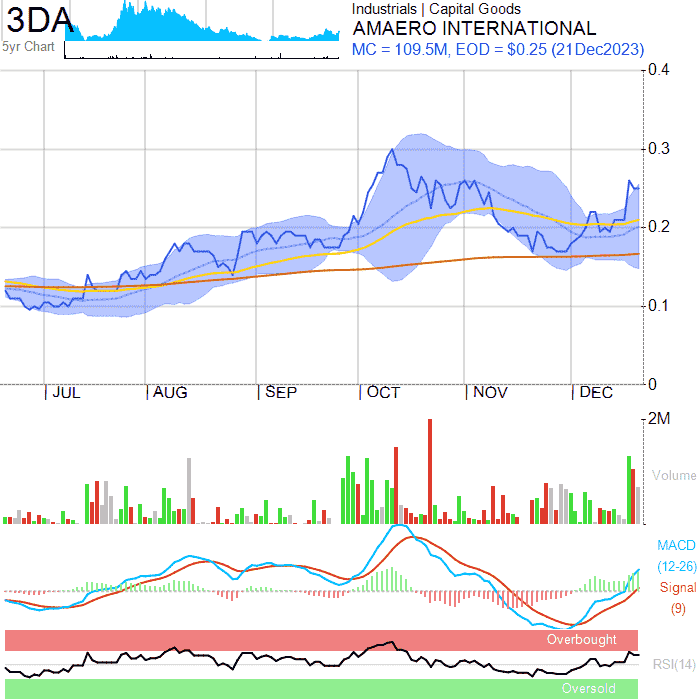 3DA
5yr Chart
Industrials | Capital Goods
AMAERO INTERNATIONAL
MC = 109.5M, EOD = $0.25 (21Dec2023)
0.4
0.3
0.2
0.1
0
JUL AUG SEP OCT NOV DEC
2M
Volume
MACD
(12-26)
Signal
(9)
Overbought
RSI(14)
Oversold